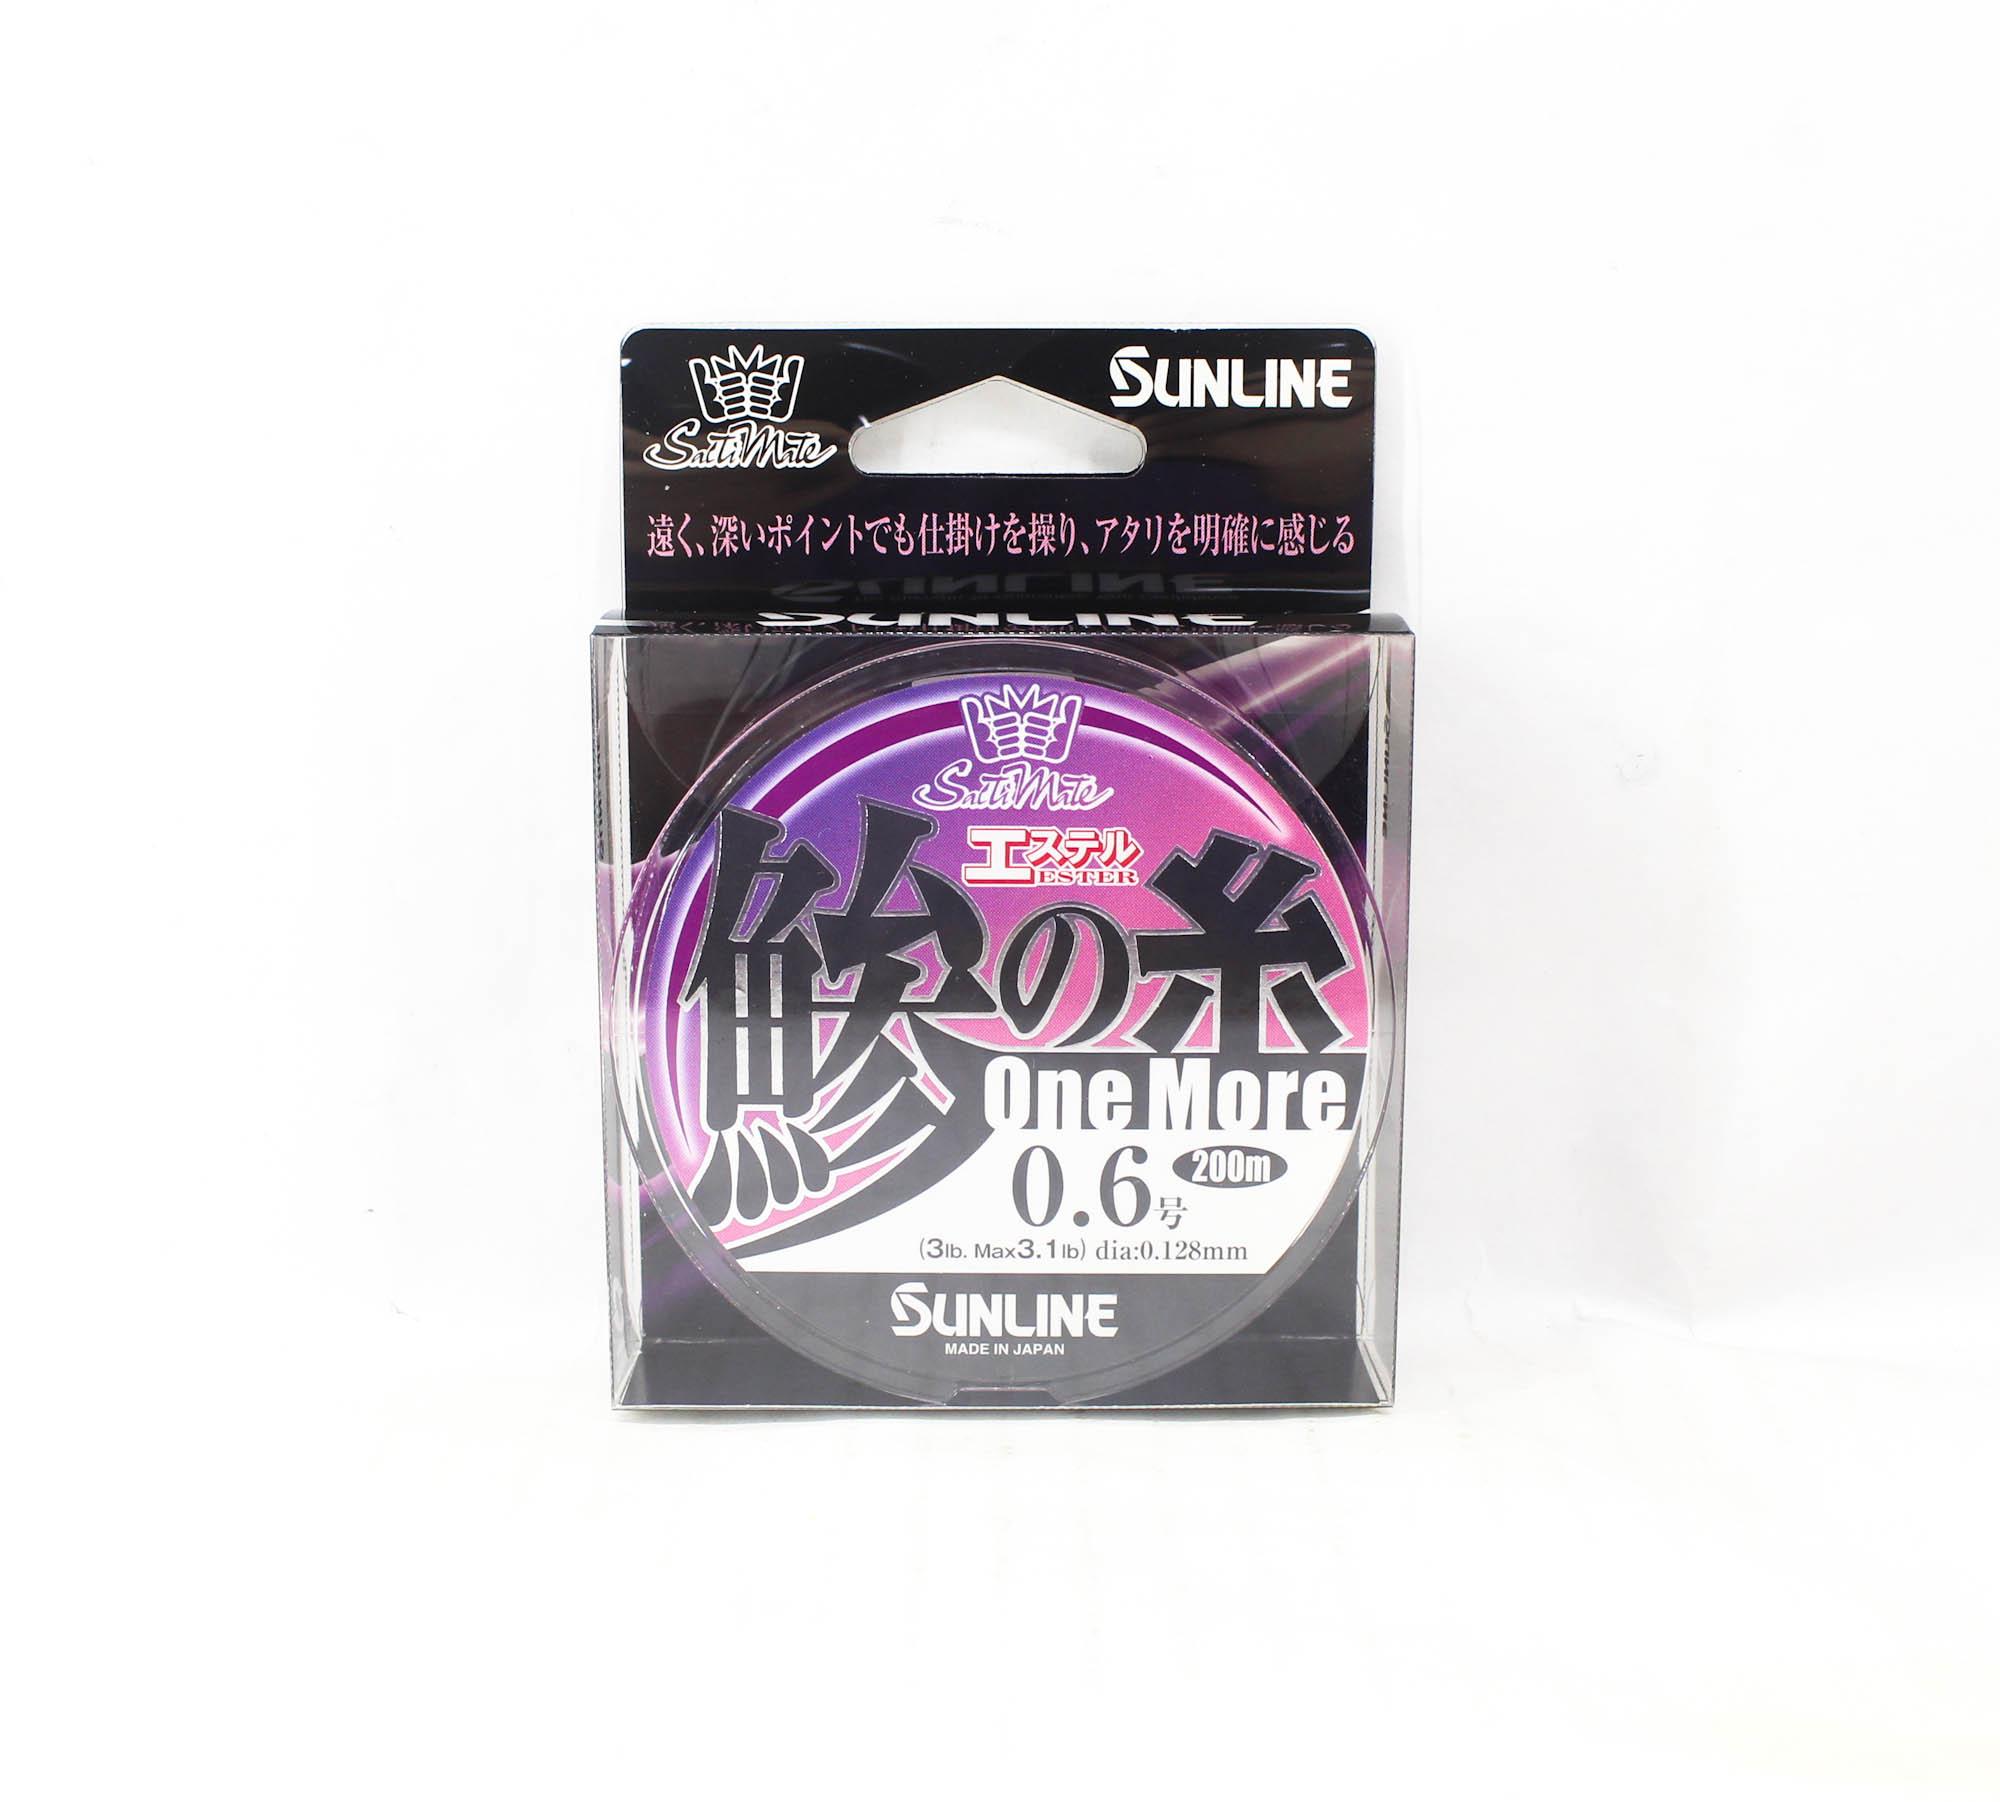 SaltiMate
SUNLINE
遠く、深いポイントでも仕掛けを操り、アタリを明確に感じる
SUNLINE
SaltiMate
エステル
ESTER
鯵の糸
One More
0.6号 200m
(3lb. Max3.1lb) dia:0.128mm
SUNLINE
MADE IN JAPAN